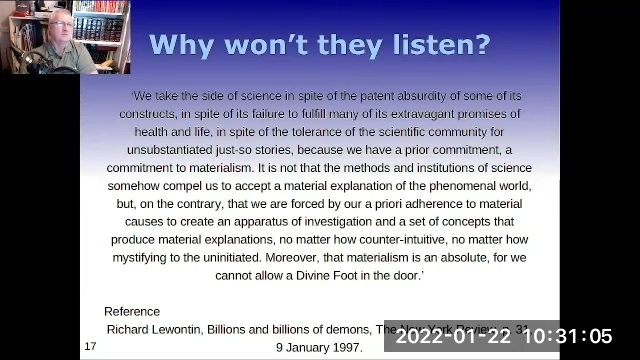 Why won't they listen?
'We take the side of science in spite of the patent absurdity of some of its
constructs, in spite of its failure to fulfill many of its extravagant promises of
health and life, in spite of the tolerance of the scientific community for
unsubstantiated just-so stories, because we have a prior commitment, a
commitment to materialism. It is not that the methods and institutions of science
somehow compel us to accept a material explanation of the phenomenal world,
but, on the contrary, that we are forced by our a priori adherence to material
causes to create an apparatus of investigation and a set of concepts that
produce material explanations, no matter how counter-intuitive, no matter how
mystifying to the uninitiated. Moreover, that materialism is an absolute, for we
cannot allow a Divine Foot in the door.'
Reference
Richard Lewontin, Billions and billions of demons, The New York Review, p. 31,
9 January 1997.
17
2022-01-22 10:31:05